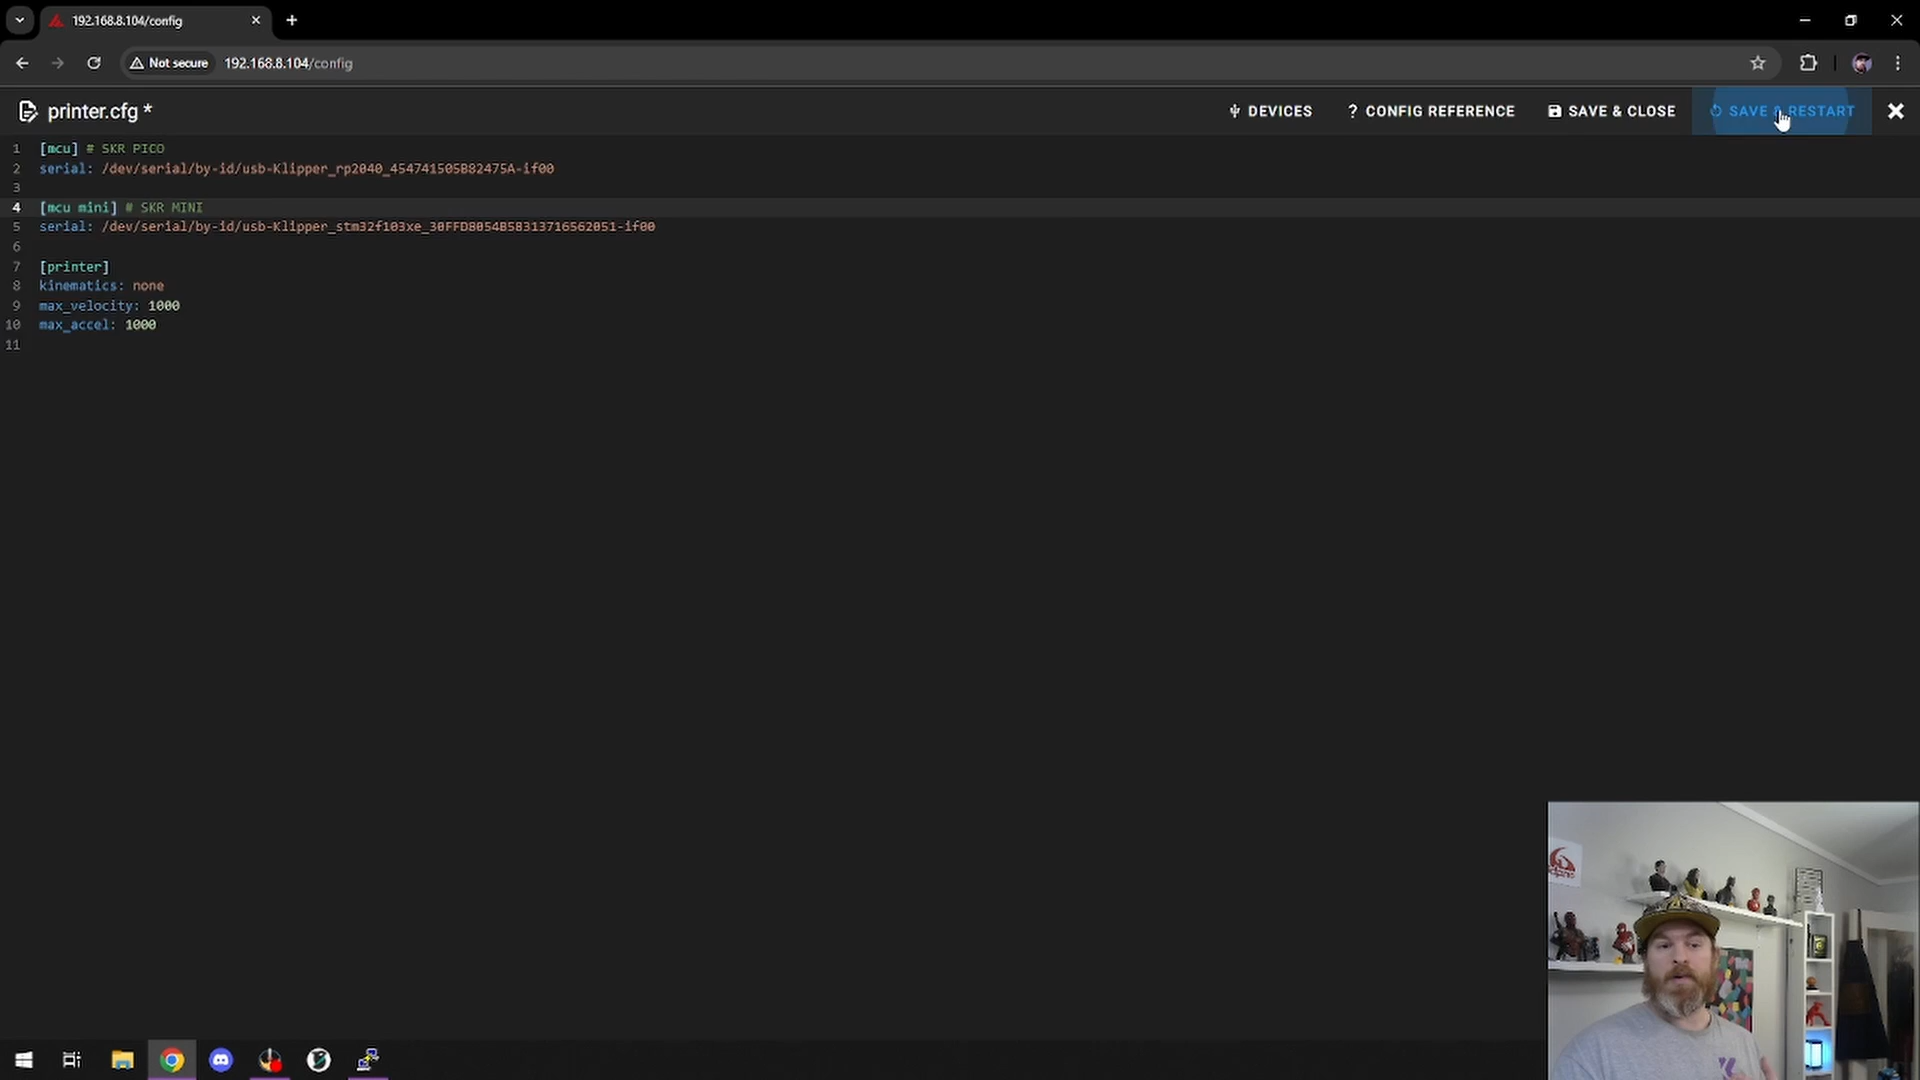 192.168.8.104/config
Not secure
192.168.8.104/config
printer.cfg *
DEVICES
? CONFIG REFERENCE
SAVE & CLOSE
SAVE & RESTART
1 [mcu] # SKR PICO
2 serial: /dev/serial/by-id/usb-Klipper_rp2040_454741505B82475A-if00
3
4 [mcu mini] # SKR MINI
5 serial: /dev/serial/by-id/usb-Klipper_stm32f103xe_30FFD8054B58313716562051-if00
6
7 [printer]
8 kinematics: none
9 max_velocity: 1000
10 max_accel: 1000
11